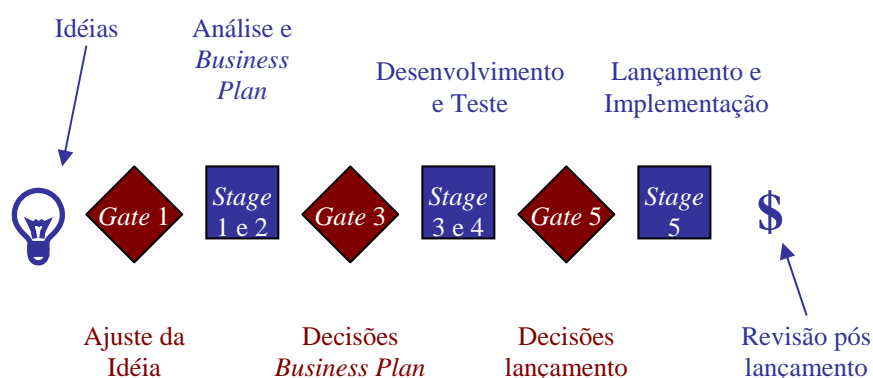 Idéias
Análise e
Business
Plan
Desenvolvimento
e Teste
Lançamento e
Implementação
Gate 1
Stage
1 e 2
Gate 3
Stage
3 e 4
Gate 5
Stage
5
$
Ajuste da
Idéia
Decisões
Business Plan
Decisões
lançamento
Revisão pós
lançamento